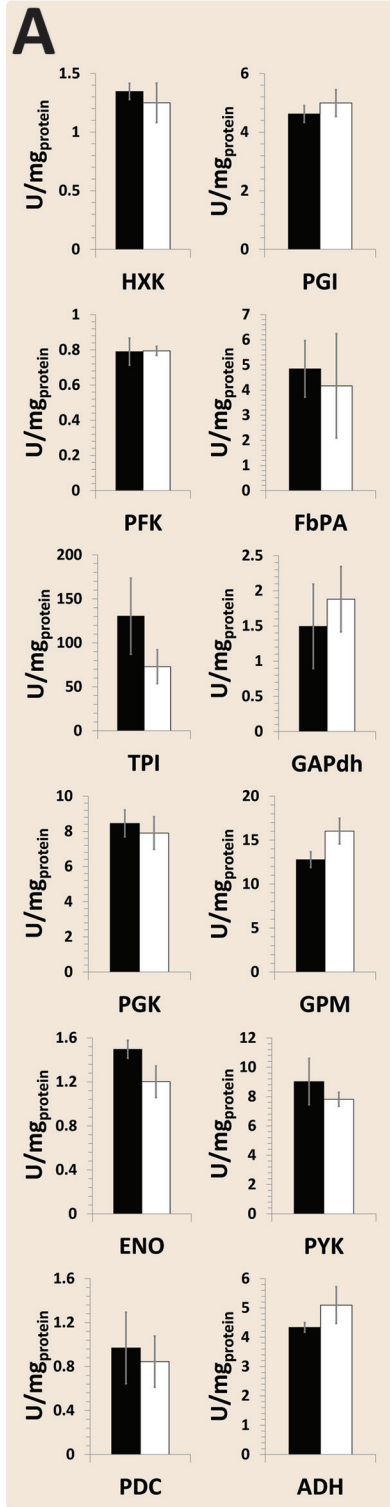 A
U/mgprotein
1.5
1
0.5
0
HXK
U/mgprotein
6
4
2
0
PGI
U/mgprotein
1
0.8
0.6
0.4
0.2
0
PFK
U/mgprotein
7
6
5
4
3
2
1
0
FbPA
U/mgprotein
200
150
100
50
0
TPI
U/mgprotein
2.5
2
1.5
1
0.5
0
GAPdh
U/mgprotein
10
8
6
4
2
0
PGK
U/mgprotein
20
15
10
5
0
GPM
U/mgprotein
1.6
1.2
0.8
0.4
0
ENO
U/mgprotein
12
10
8
6
4
2
0
PYK
U/mgprotein
1.6
1.2
0.8
0.4
0
PDC
U/mgprotein
6
5
4
3
2
1
0
ADH